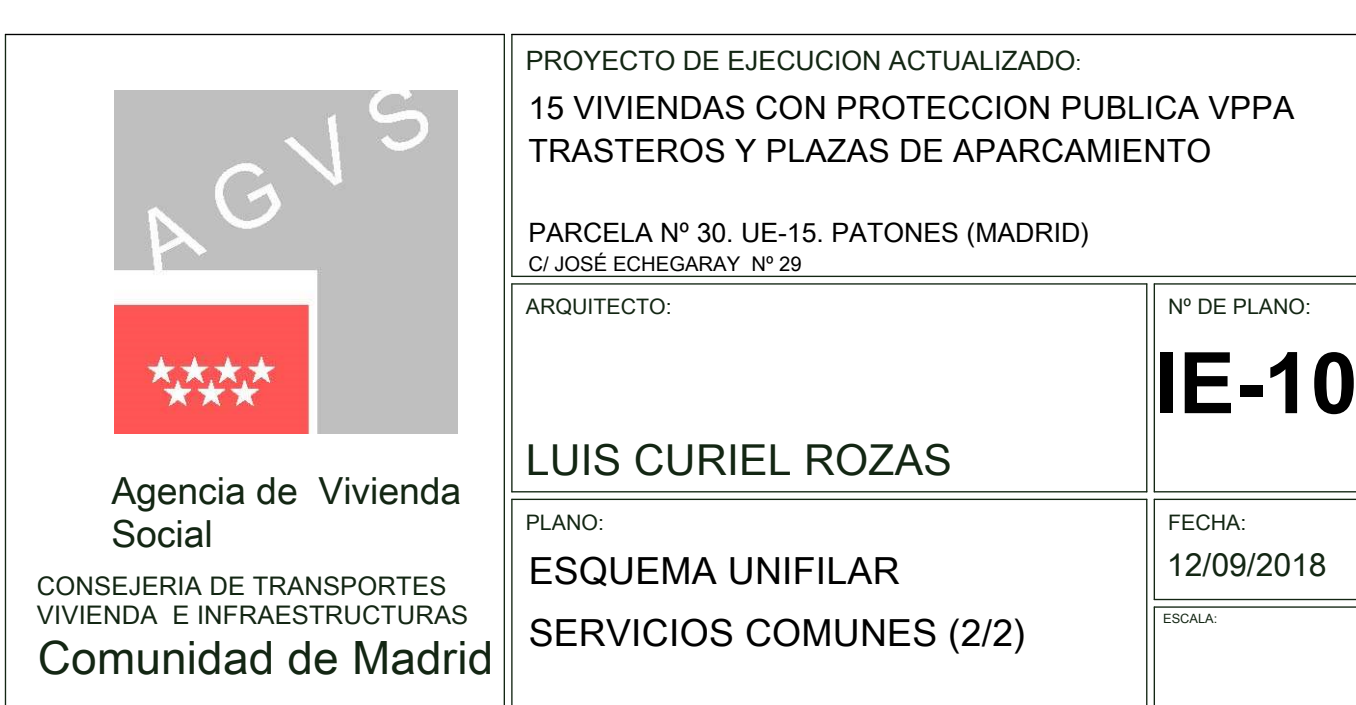 AGVS
Agencia de Vivienda
Social
CONSEJERIA DE TRANSPORTES
VIVIENDA E INFRAESTRUCTURAS
Comunidad de Madrid
PROYECTO DE EJECUCION ACTUALIZADO:
15 VIVIENDAS CON PROTECCION PUBLICA VPPA
TRASTEROS Y PLAZAS DE APARCAMIENTO
PARCELA Nº 30. UE-15. PATONES (MADRID)
C/ JOSÉ ECHEGARAY Nº 29
ARQUITECTO:
LUIS CURIEL ROZAS
Nº DE PLANO:
IE-10
PLANO:
ESQUEMA UNIFILAR
SERVICIOS COMUNES (2/2)
FECHA:
12/09/2018
ESCALA: